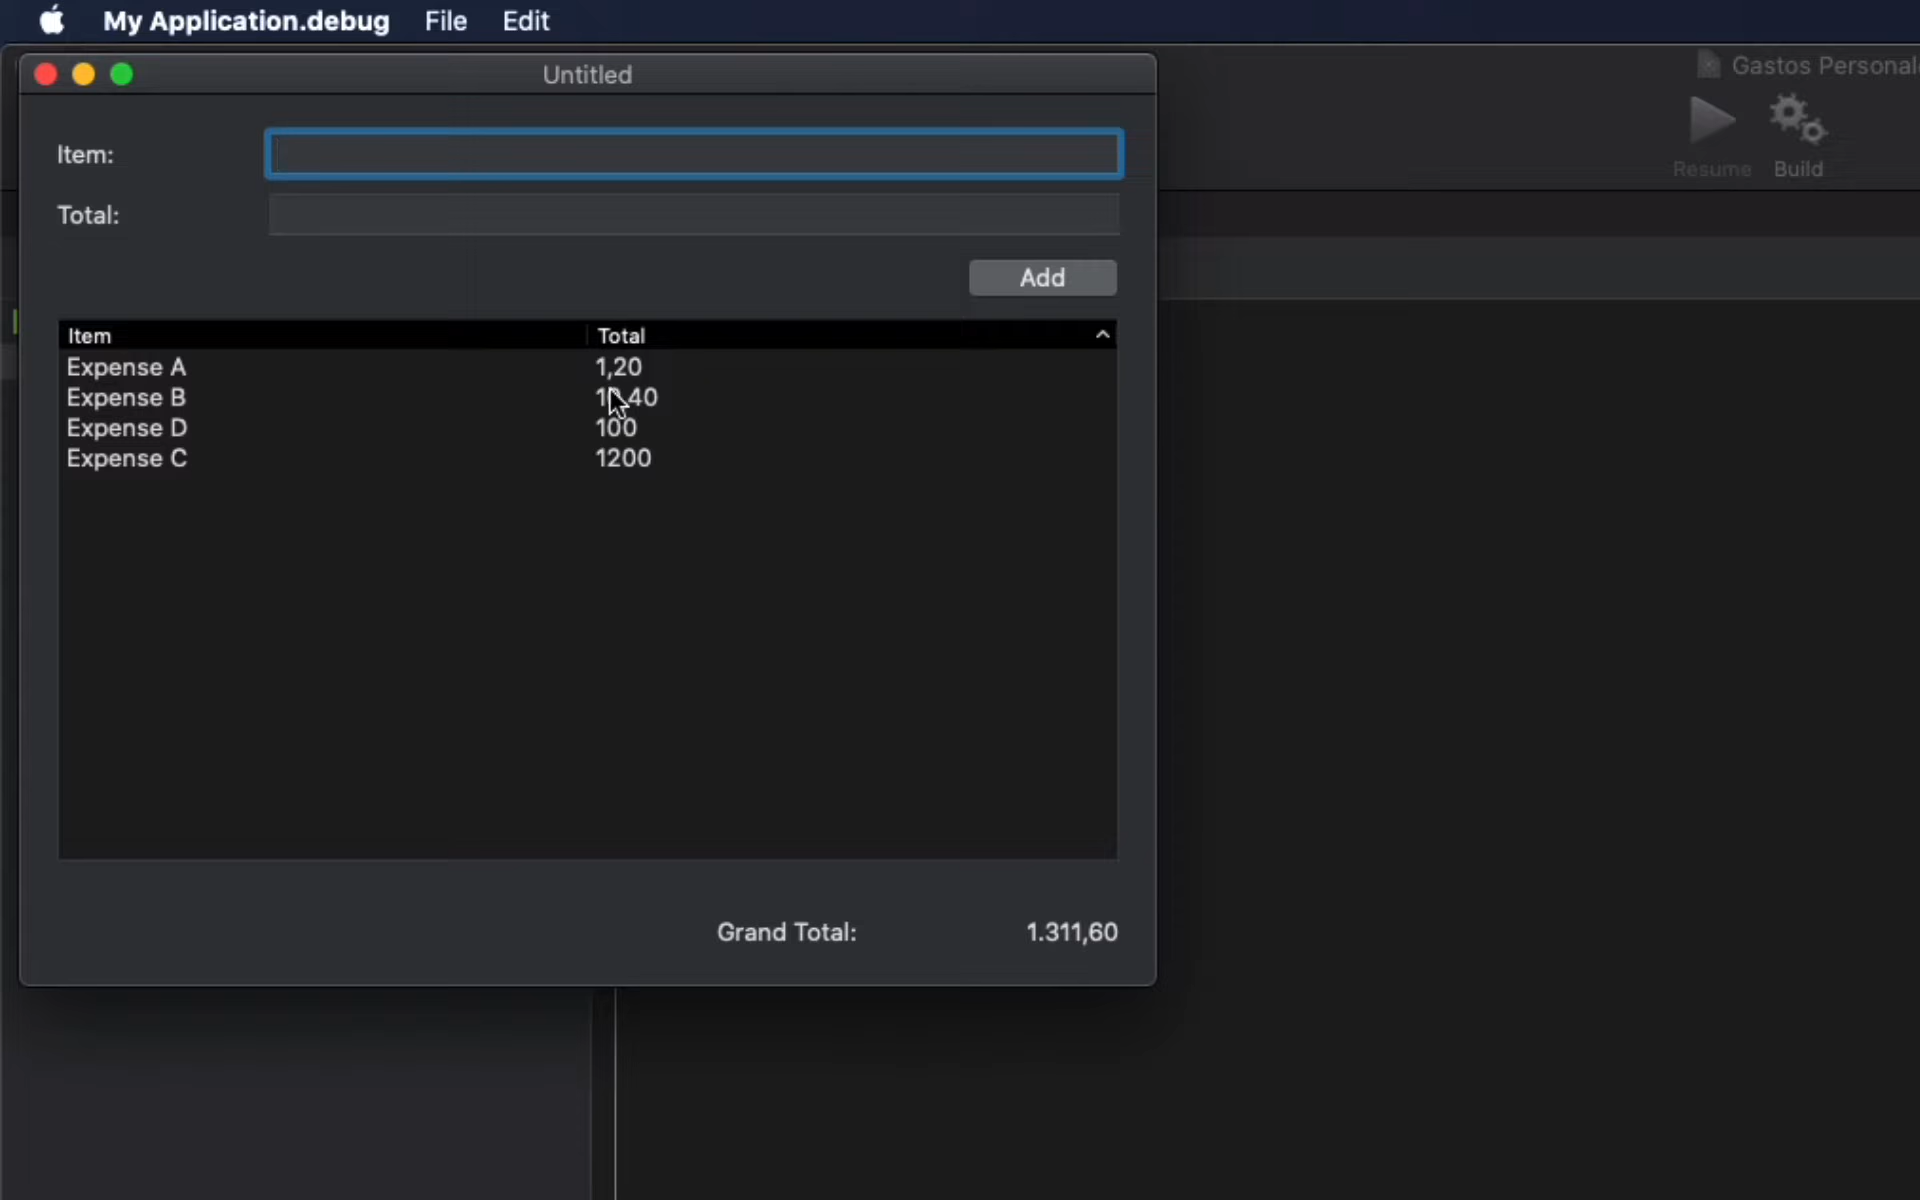 My Application.debug File Edit
Untitled
Gastos
Resume Build
Item:
Total:
Add
Item Total
Expense A 1,20
Expense B
Expense D 100
Expense C 1200
Grand Total: 1.311,60